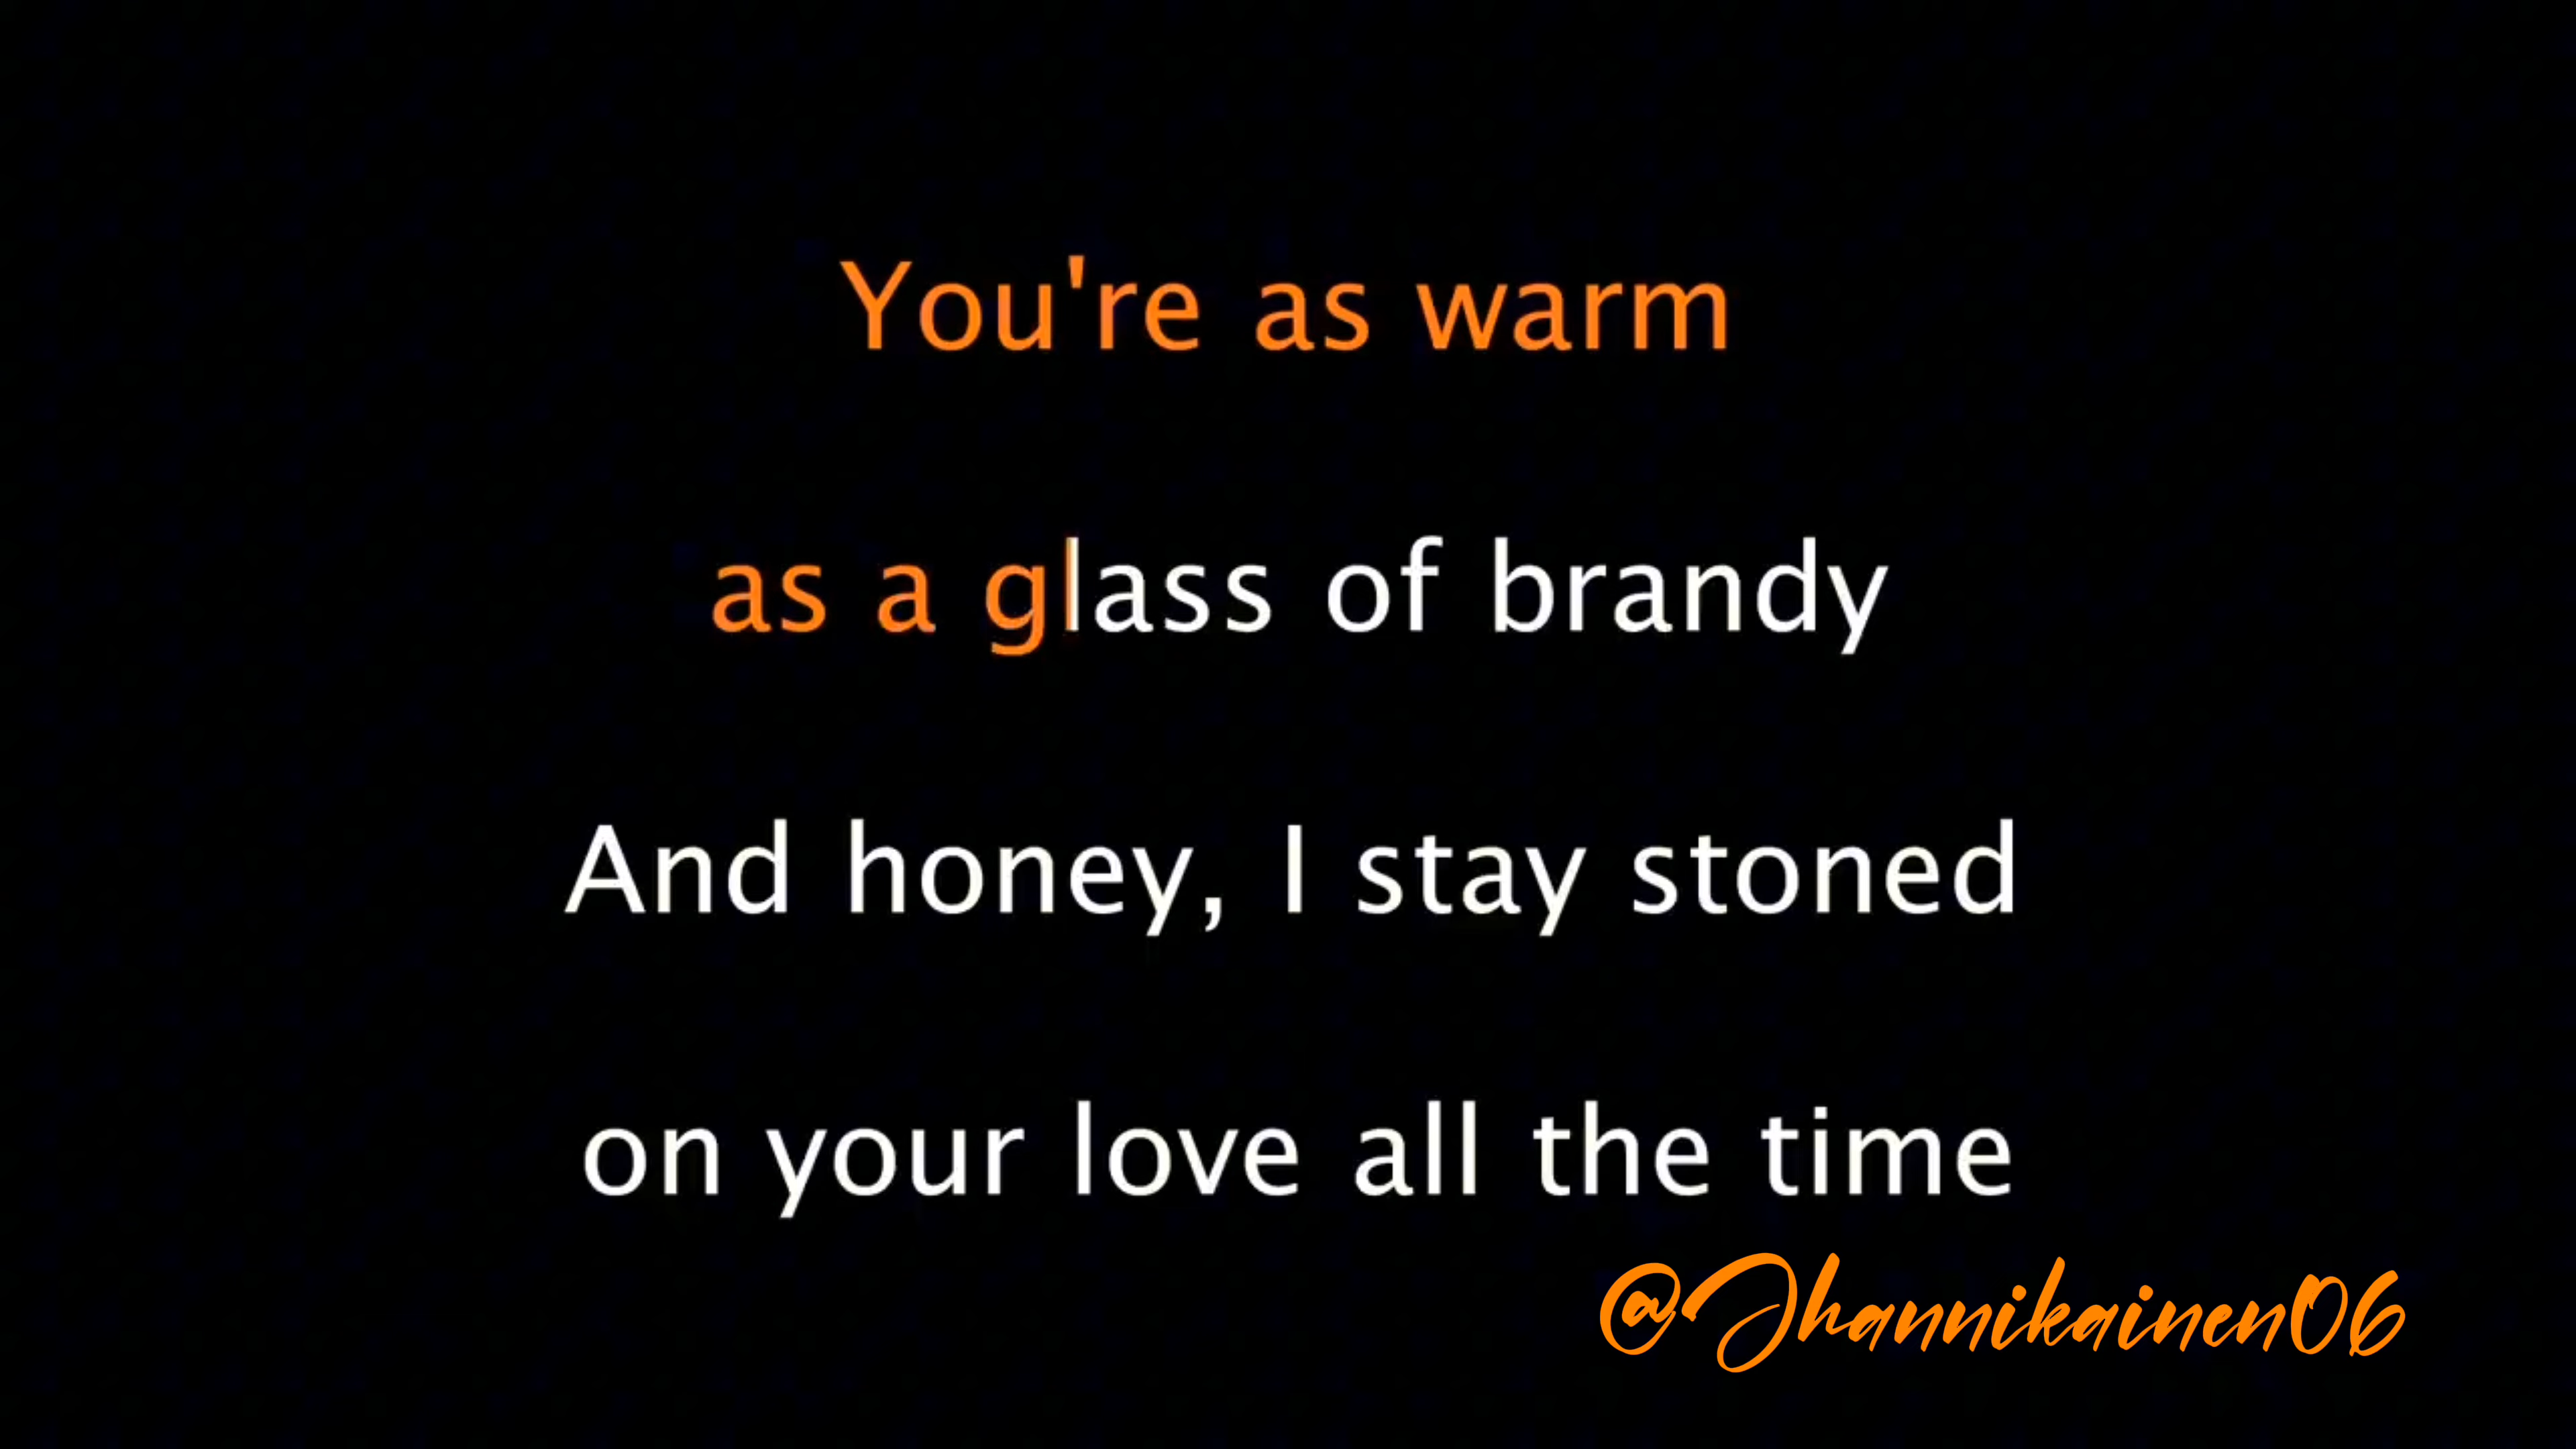 You're as warm
as a glass of brandy
And honey, I stay stoned
on your love all the time
@Jhannikainen06